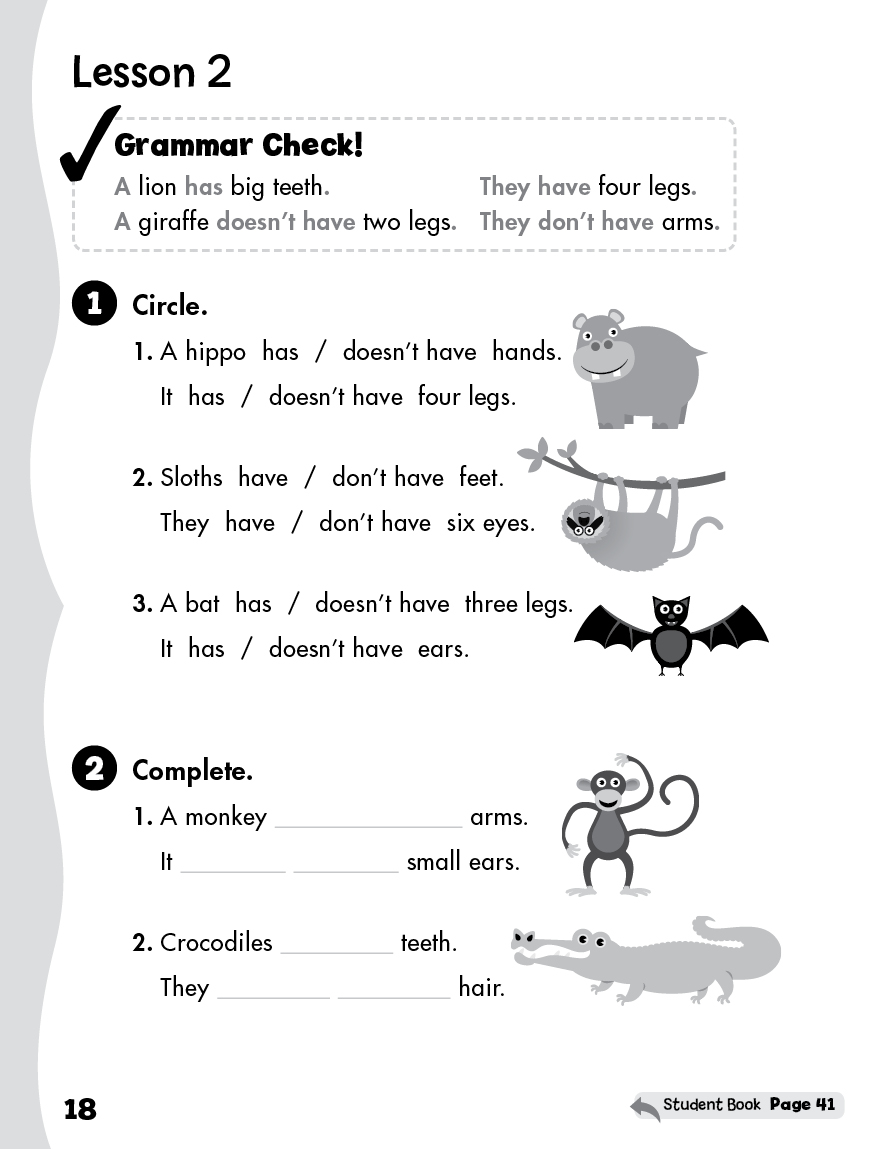 Lesson 2
Grammar Check!
A lion has big teeth. They have four legs.
A giraffe doesn't have two legs. They don't have arms.
1 Circle.
1. A hippo has / doesn't have hands.
It has / doesn't have four legs.
2. Sloths have / don't have feet.
They have / don't have six eyes.
3. A bat has / doesn't have three legs.
It has / doesn't have ears.
2 Complete.
1. A monkey ______________ arms.
It ________ ________ small ears.
2. Crocodiles ________ teeth.
They ________ ________ hair.
18
Student Book Page 41